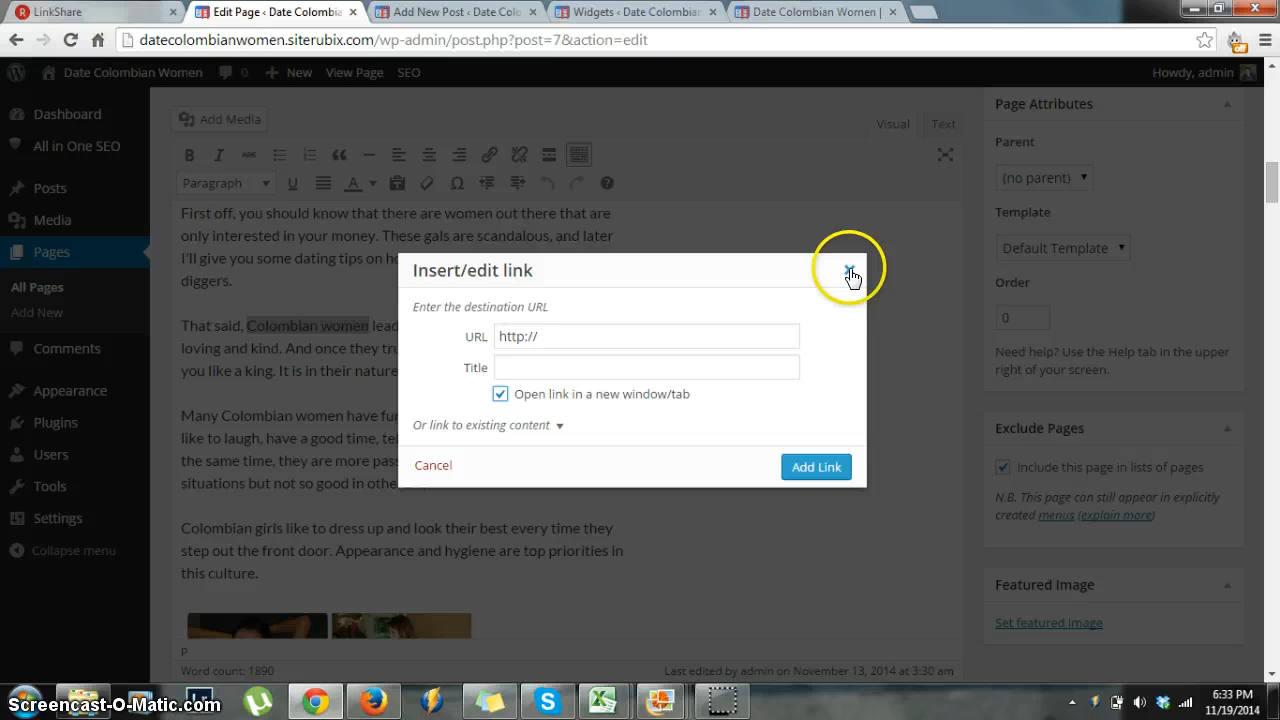 LinkShare
Edit Page ‹ Date Colombia
Add New Post ‹ Date Colo
Widgets ‹ Date Colombian
Date Colombian Women |
datecolombianwomen.siterubix.com/wp-admin/post.php?post=7&action=edit
off
Date Colombian Women
0
New
View Page
SEO
Howdy, admin
Dashboard
All in One SEO
Posts
Media
Pages
All Pages
Add New
Comments
Appearance
Plugins
Users
Tools
Settings
Collapse menu
Add Media
Visual
Text
B I ABC
Paragraph
U A
First off, you should know that there are women out there that are
only interested in your money. These gals are scandalous, and later
I'll give you some dating tips on ho
diggers.
That said, Colombian women lead
loving and kind. And once they tru
you like a king. It is in their nature
Many Colombian women have fun
like to laugh, have a good time, tel
the same time, they are more pas
situations but not so good in othe
Colombian girls like to dress up and look their best every time they
step out the front door. Appearance and hygiene are top priorities in
this culture.
P
Word count: 1890
Last edited by admin on November 13, 2014 at 3:30 am
Insert/edit link
Enter the destination URL
URL
http://
Title
Open link in a new window/tab
Or link to existing content
Cancel
Add Link
Page Attributes
Parent
(no parent)
Template
Default Template
Order
0
Need help? Use the Help tab in the upper
right of your screen.
Exclude Pages
Include this page in lists of pages
N.B. This page can still appear in explicitly
created menus (explain more)
Featured Image
Set featured image
Screencast-O-Matic.com
6:33 PM
11/19/2014